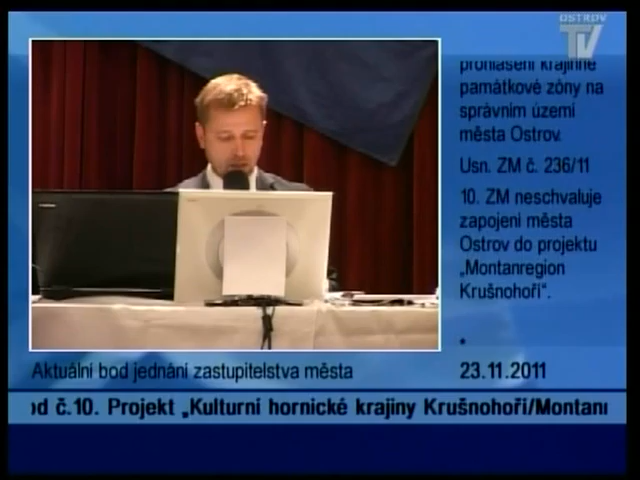 OSTROV
TV
prohlášení krajinné
památkové zóny na
správním území
města Ostrov.
Usn. ZM č. 236/11
10. ZM neschvaluje
zapojení města
Ostrov do projektu
„Montanregion
Krušnohoří“.
Aktuální bod jednání zastupitelstva města
23.11.2011
č.10. Projekt „Kulturní hornické krajiny Krušnohoří/Montanr